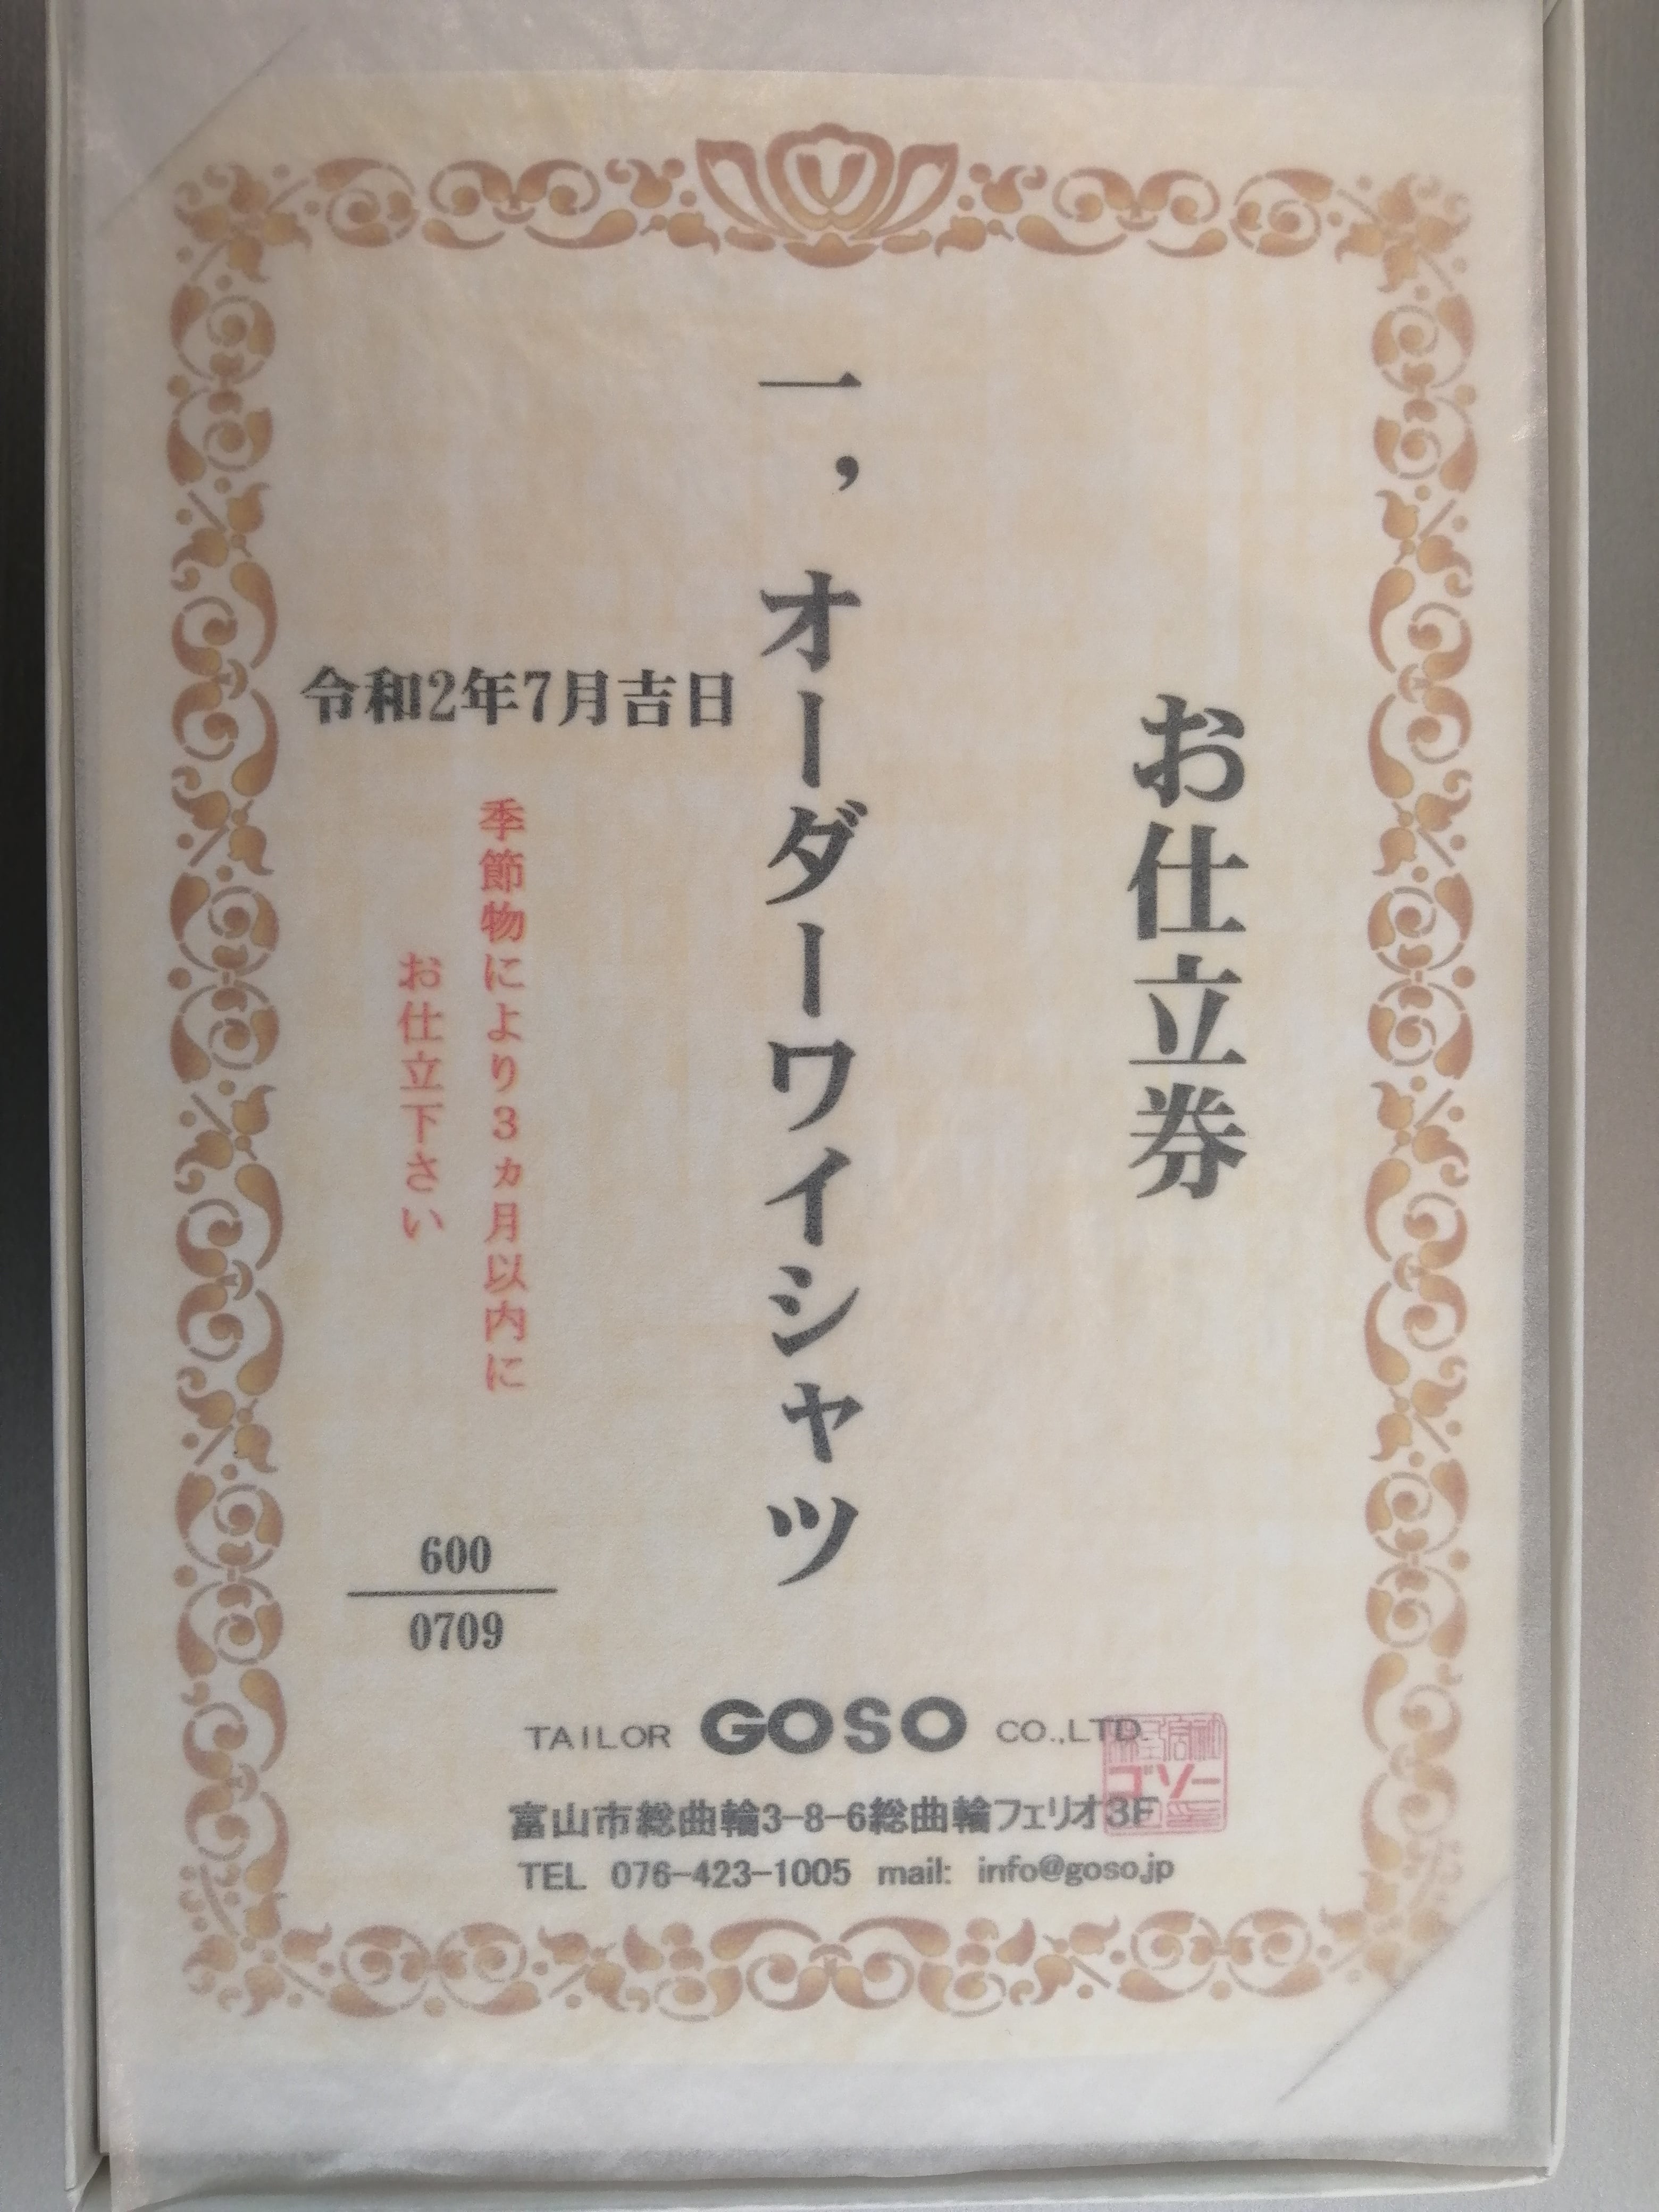 お仕立券
一，オーダーワイシャツ
令和2年7月吉日
季節物により３ヵ月以内に
お仕立下さい
600
0709
TAILOR GOSO CO.,LTD.
富山市総曲輪3-8-6総曲輪フェリオ3F
TEL 076-423-1005 mail: info@goso.jp
ゴソー